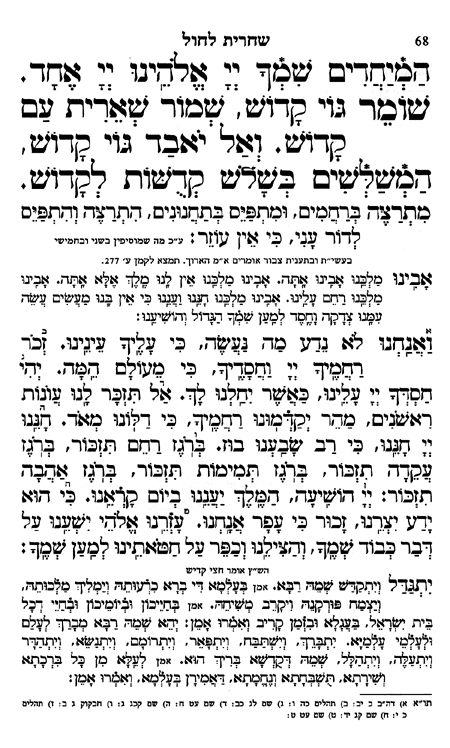 68 שחרית לחול
הַמְיַחֲדִים שִׁמְךָ יְיָ אֱלֹהֵינוּ יְיָ אֶחָד.
שׁוֹמֵר גּוֹי קָדוֹשׁ, שְׁמוֹר שְׁאֵרִית עַם
קָדוֹשׁ. וְאַל יֹאבַד גּוֹי קָדוֹשׁ,
הַמְשַׁלְּשִׁים בְּשָׁלֹשׁ קְדֻשּׁוֹת לְקָדוֹשׁ.
מִתְרַצֶּה בְּרַחֲמִים, וּמִתְפַּיֵּס בְּתַחֲנוּנִים, הִתְרַצֵּה וְהִתְפַּיֵּס
לְדוֹר עָנִי, כִּי אֵין עוֹזֵר: ע״כ מה שמוסיפין בשני ובחמישי
בעשי״ת ובתענית צבור אומרים א״מ הארוך. תמצא לקמן ע׳ 277.
אָבִינוּ מַלְכֵּנוּ אָבִינוּ אָתָּה. אָבִינוּ מַלְכֵּנוּ אֵין לָנוּ מֶלֶךְ אֶלָּא אָתָּה. אָבִינוּ
מַלְכֵּנוּ רַחֵם עָלֵינוּ. אָבִינוּ מַלְכֵּנוּ חָנֵּנוּ וַעֲנֵנוּ כִּי אֵין בָּנוּ מַעֲשִׂים עֲשֵׂה
עִמָּנוּ צְדָקָה וָחֶסֶד לְמַעַן שִׁמְךָ הַגָּדוֹל וְהוֹשִׁיעֵנוּ:
וַאֲנַחְנוּ לֹא נֵדַע מַה נַּעֲשֶׂה, כִּי עָלֶיךָ עֵינֵינוּ. זְכֹר
רַחֲמֶיךָ יְיָ וַחֲסָדֶיךָ, כִּי מֵעוֹלָם הֵמָּה. יְהִי
חַסְדְּךָ יְיָ עָלֵינוּ, כַּאֲשֶׁר יִחַלְנוּ לָךְ. אַל תִּזְכָּר לָנוּ עֲוֹנוֹת
רִאשֹׁנִים, מַהֵר יְקַדְּמוּנוּ רַחֲמֶיךָ, כִּי דַלּוֹנוּ מְאֹד. חָנֵּנוּ
יְיָ חָנֵּנוּ, כִּי רַב שָׂבַעְנוּ בוּז. בְּרֹגֶז רַחֵם תִּזְכּוֹר, בְּרֹגֶז
עֲקֵדָה תִזְכּוֹר, בְּרֹגֶז תְּמִימוֹת תִּזְכּוֹר, בְּרֹגֶז אַהֲבָה
תִזְכּוֹר: יְיָ הוֹשִׁיעָה, הַמֶּלֶךְ יַעֲנֵנוּ בְיוֹם קָרְאֵנוּ. כִּי הוּא
יָדַע יִצְרֵנוּ, זָכוּר כִּי עָפָר אֲנָחְנוּ. עָזְרֵנוּ אֱלֹהֵי יִשְׁעֵנוּ עַל
דְּבַר כְּבוֹד שְׁמֶךָ, וְהַצִּילֵנוּ וְכַפֵּר עַל חַטֹּאתֵינוּ לְמַעַן שְׁמֶךָ:
הש״ץ אומר חצי קדיש
יִתְגַּדַּל וְיִתְקַדַּשׁ שְׁמֵהּ רַבָּא. אמן בְּעָלְמָא דִּי בְרָא כִרְעוּתֵהּ וְיַמְלִיךְ מַלְכוּתֵהּ,
וְיַצְמַח פּוּרְקָנֵהּ וִיקָרֵב מְשִׁיחֵהּ. אמן בְּחַיֵּיכוֹן וּבְיוֹמֵיכוֹן וּבְחַיֵּי דְכָל
בֵּית יִשְׂרָאֵל, בַּעֲגָלָא וּבִזְמַן קָרִיב וְאִמְרוּ אָמֵן: יְהֵא שְׁמֵהּ רַבָּא מְבָרַךְ לְעָלַם
וּלְעָלְמֵי עָלְמַיָּא. יִתְבָּרֵךְ, וְיִשְׁתַּבַּח, וְיִתְפָּאֵר, וְיִתְרוֹמֵם, וְיִתְנַשֵּׂא, וְיִתְהַדָּר
וְיִתְעַלֶּה, וְיִתְהַלָּל, שְׁמֵהּ דְּקֻדְשָׁא בְּרִיךְ הוּא. אמן לְעֵלָּא מִן כָּל בִּרְכָתָא
וְשִׁירָתָא, תֻּשְׁבְּחָתָא וְנֶחֱמָתָא, דַּאֲמִירָן בְּעָלְמָא, וְאִמְרוּ אָמֵן:
תו״א א) דה״ב כ יב: ב) תהלים כה ו: ג) שם לג כב: ד) שם עט ח: ה) שם קכג ג: ו) חבקוק ג ב: ז) תהלים
כ י: ח) שם קג יד: ט) שם עט ט: